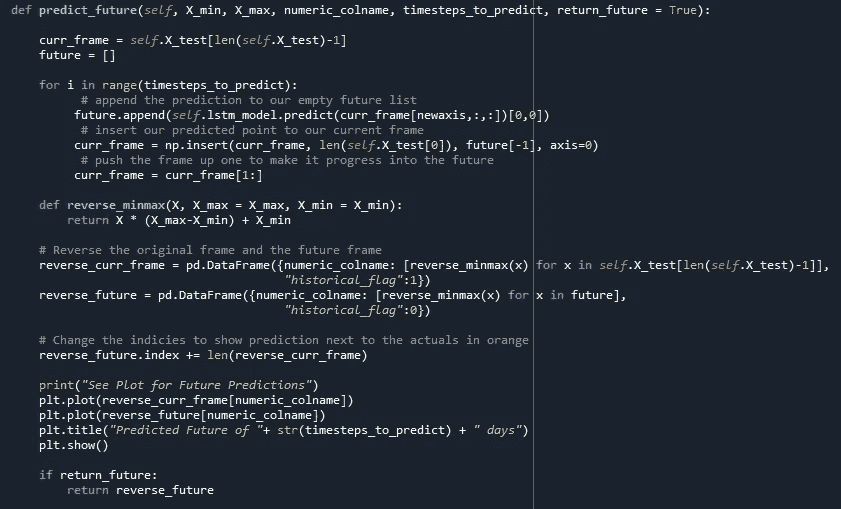 def predict_future(self, X_min, X_max, numeric_colname, timesteps_to_predict, return_future = True):
curr_frame = self.X_test[len(self.X_test)-1]
future = []
for i in range(timesteps_to_predict):
# append the prediction to our empty future list
future.append(self.lstm_model.predict(curr_frame[newaxis,:,:])[0,0])
# insert our predicted point to our current frame
curr_frame = np.insert(curr_frame, len(self.X_test[0]), future[-1], axis=0)
# push the frame up one to make it progress into the future
curr_frame = curr_frame[1:]
def reverse_minmax(X, X_max = X_max, X_min = X_min):
return X * (X_max-X_min) + X_min
# Reverse the original frame and the future frame
reverse_curr_frame = pd.DataFrame({numeric_colname: [reverse_minmax(x) for x in self.X_test[len(self.X_test)-1]],
"historical_flag":1})
reverse_future = pd.DataFrame({numeric_colname: [reverse_minmax(x) for x in future],
"historical_flag":0})
# Change the indicies to show prediction next to the actuals in orange
reverse_future.index += len(reverse_curr_frame)
print("See Plot for Future Predictions")
plt.plot(reverse_curr_frame[numeric_colname])
plt.plot(reverse_future[numeric_colname])
plt.title("Predicted Future of "+ str(timesteps_to_predict) + " days")
plt.show()
if return_future:
return reverse_future